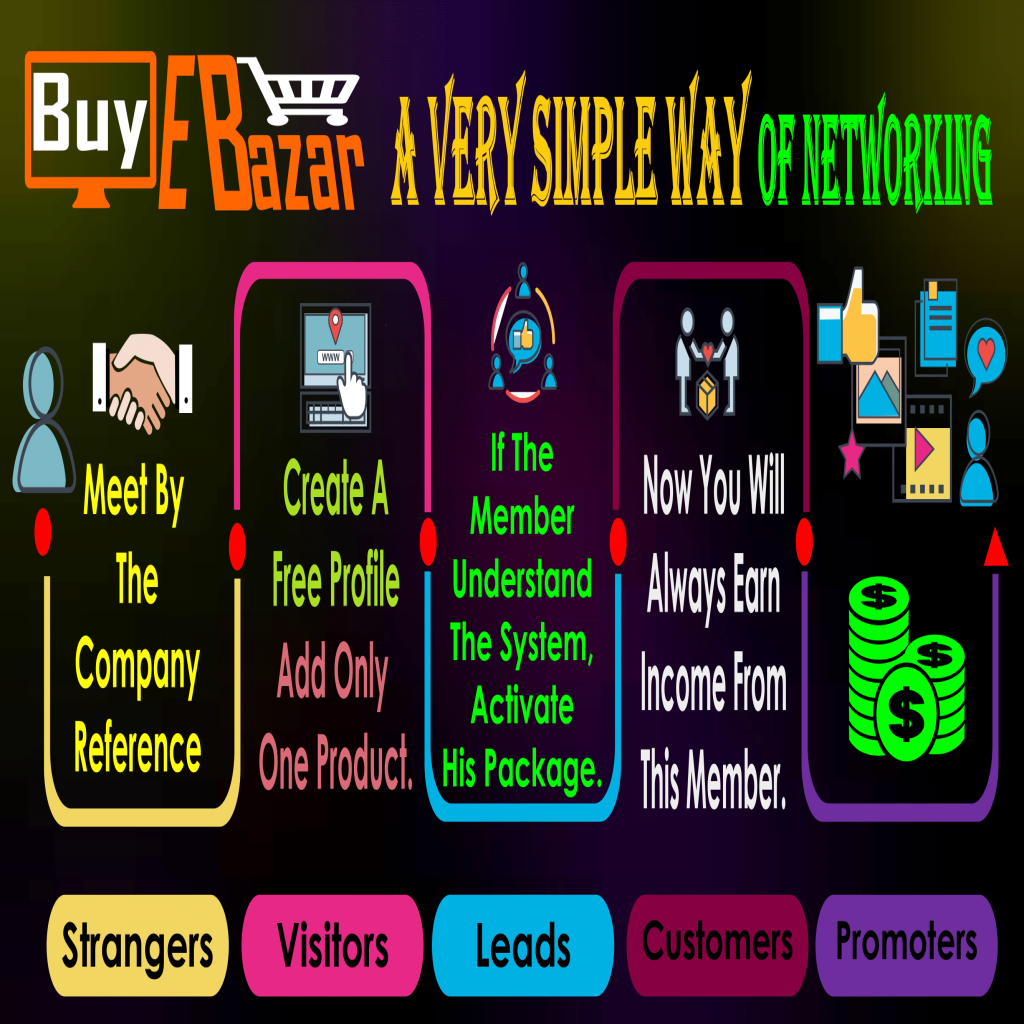 Buy E Bazar
A VERY SIMPLE WAY OF NETWORKING
Meet By
The
Company
Reference
www
Create A
Free Profile
Add Only
One Product.
If The
Member
Understand
The System,
Activate
His Package.
Now You Will
Always Earn
Income From
This Member.
$
$
$
Strangers
Visitors
Leads
Customers
Promoters